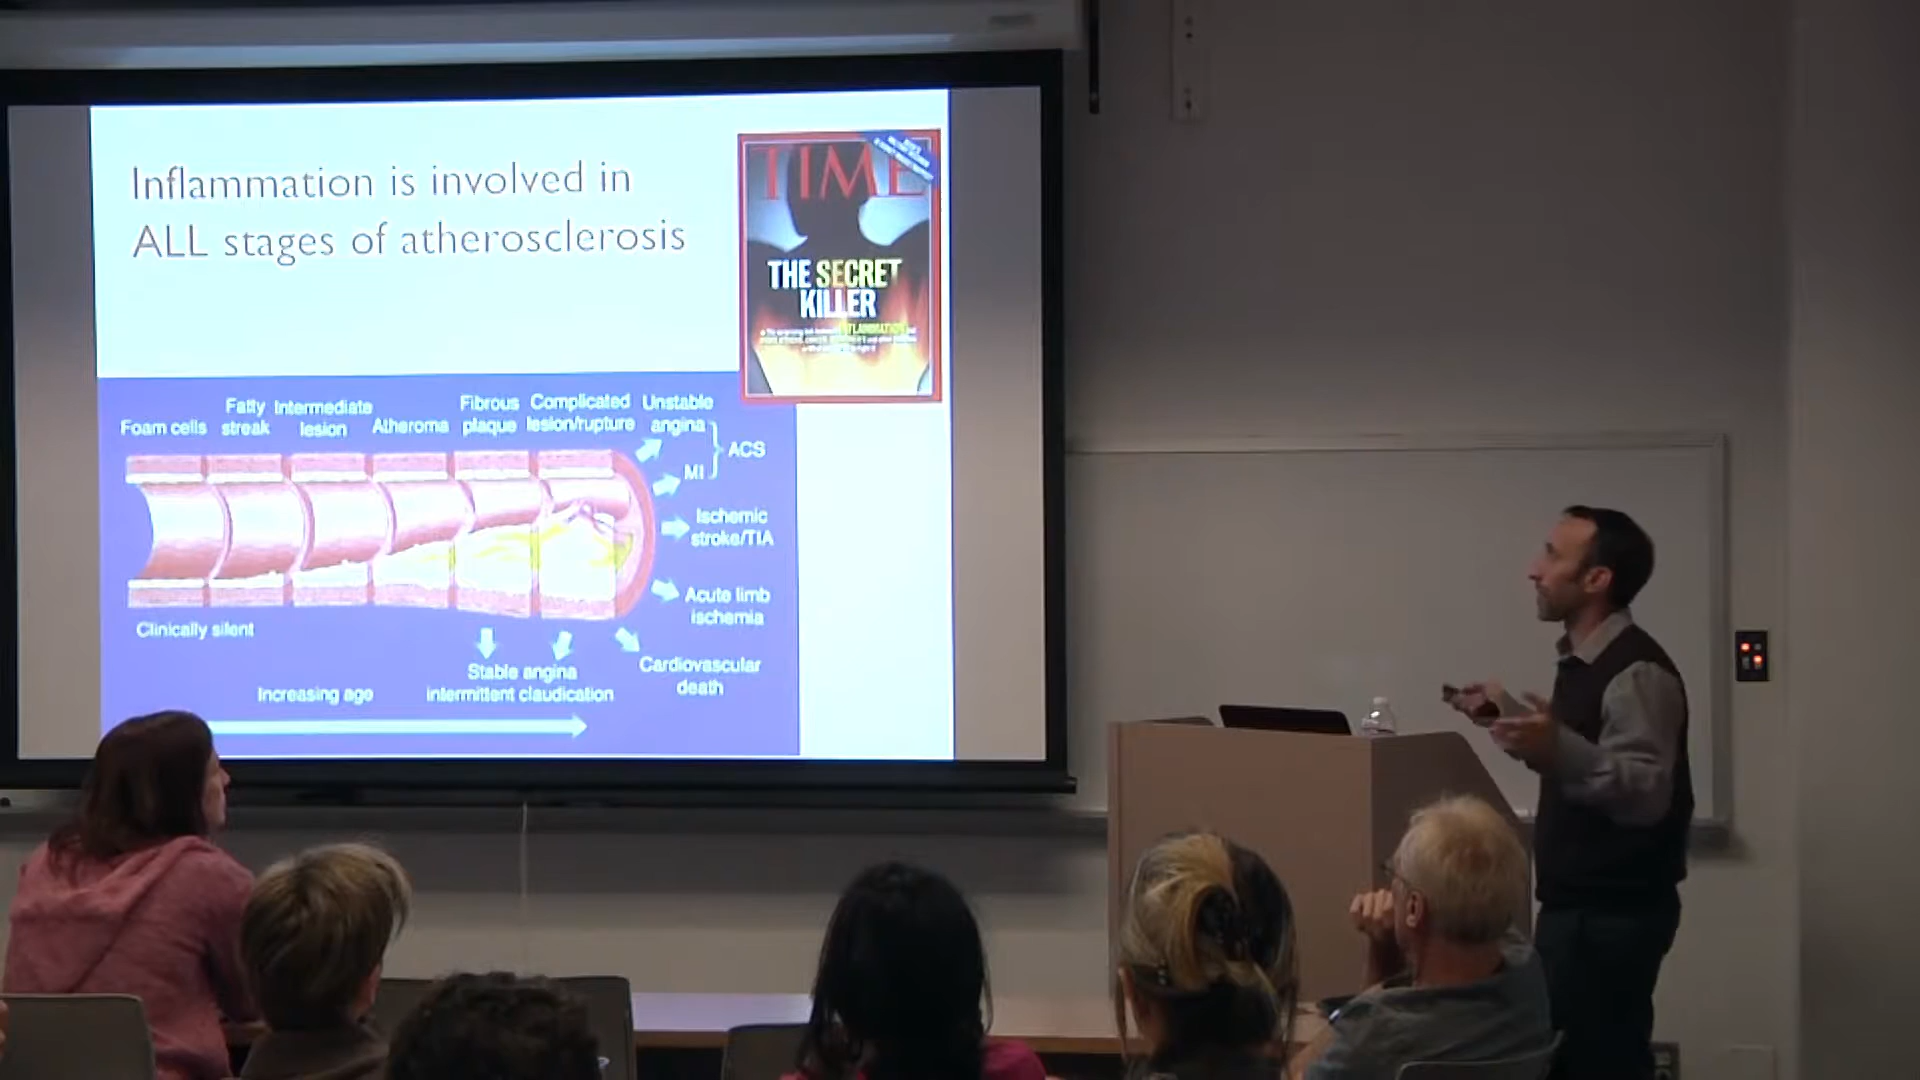 Inflammation is involved in
ALL stages of atherosclerosis
TIME
THE SECRET
KILLER
INFLAMMATION
Foam cells
Fatty
streak
Intermediate
lesion
Atheroma
Fibrous
plaque
Complicated
lesion/rupture
Unstable
angina
ACS
MI
Ischemic
stroke/TIA
Acute limb
ischemia
Clinically silent
Stable angina
intermittent claudication
Cardiovascular
death
Increasing age